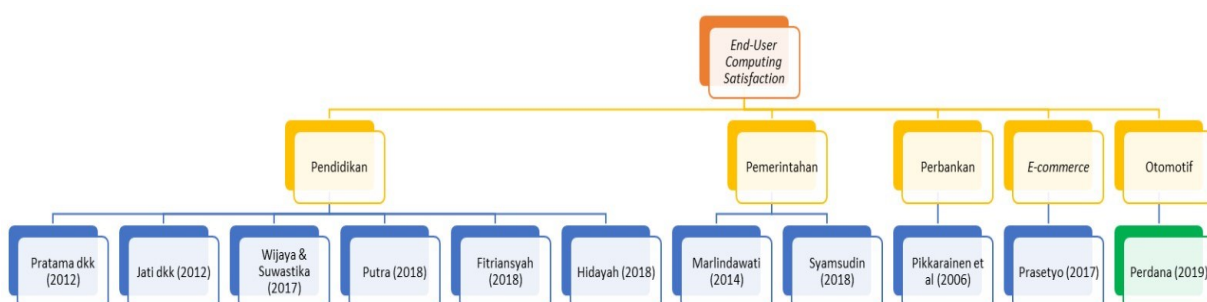 End-User
Computing
Satisfaction
Pendidikan
Pemerintahan
Perbankan
E-commerce
Otomotif
Pratama dkk
(2012)
Jati dkk (2012)
Wijaya &
Suwastika
(2017)
Putra (2018)
Fitriansyah
(2018)
Hidayah (2018)
Marlindawati
(2014)
Syamsudin
(2018)
Pikkarainen et
al (2006)
Prasetyo (2017)
Perdana (2019)